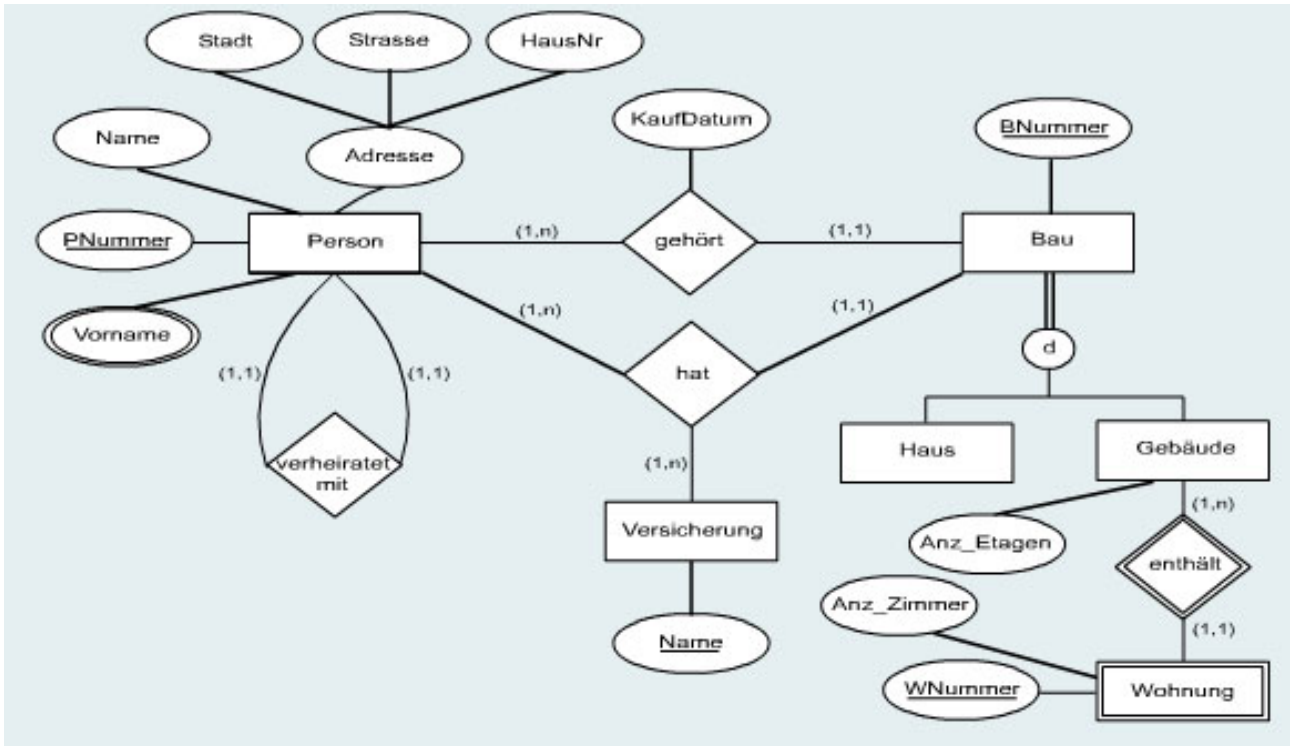 Stadt
Strasse
HausNr
Name
Adresse
KaufDatum
BNummer
PNummer
Person
(1,n)
gehört
(1,1)
Bau
Vorname
(1,n)
(1,1)
(1,1)
(1,1)
hat
d
verheiratet
mit
(1,n)
Haus
Gebäude
Versicherung
(1,n)
Anz_Etagen
enthält
Anz_Zimmer
(1,1)
Name
WNummer
Wohnung